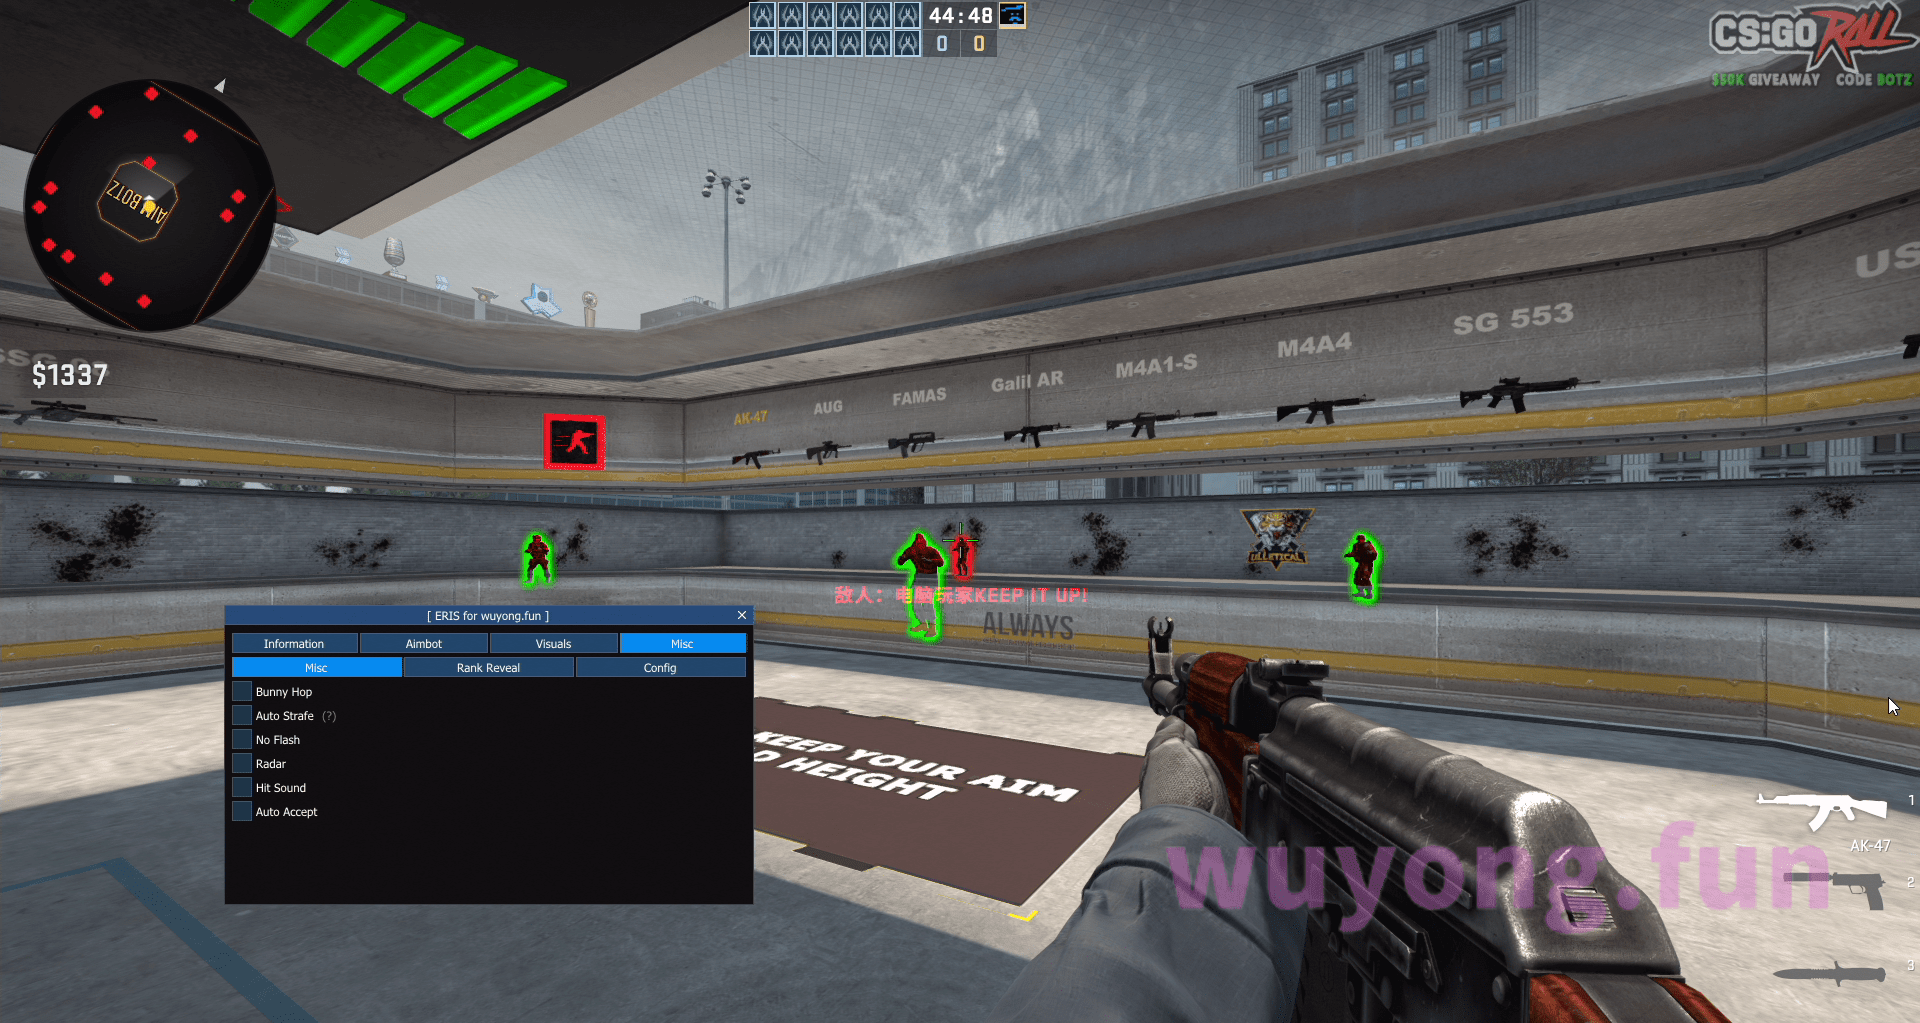 44:48
0 0
CS:GO ROLL
$50K GIVEAWAY CODE BOTZ
AIM BOTZ
$1337
AK-47
AUG
FAMAS
Galil AR
M4A1-S
M4A4
SG 553
US
ULLETICAL
敌人：电脑玩家KEEP IT UP!
ALWAYS
[ ERIS for wuyong.fun ]
Information Aimbot Visuals Misc
Misc Rank Reveal Config
Bunny Hop
Auto Strafe (?)
No Flash
Radar
Hit Sound
Auto Accept
KEEP YOUR AIM
O HEIGHT
1
AK-47
2
3
wuyong.fun